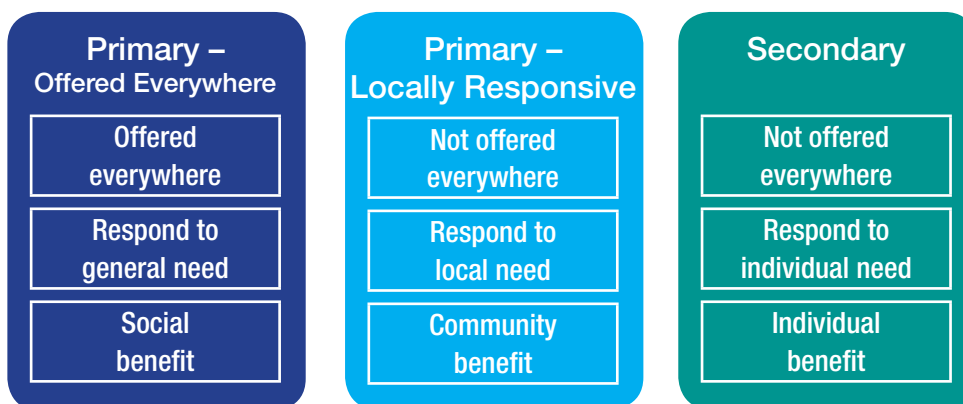 Primary –
Offered Everywhere
Offered
everywhere
Respond to
general need
Social
benefit
Primary –
Locally Responsive
Not offered
everywhere
Respond to
local need
Community
benefit
Secondary
Not offered
everywhere
Respond to
individual need
Individual
benefit